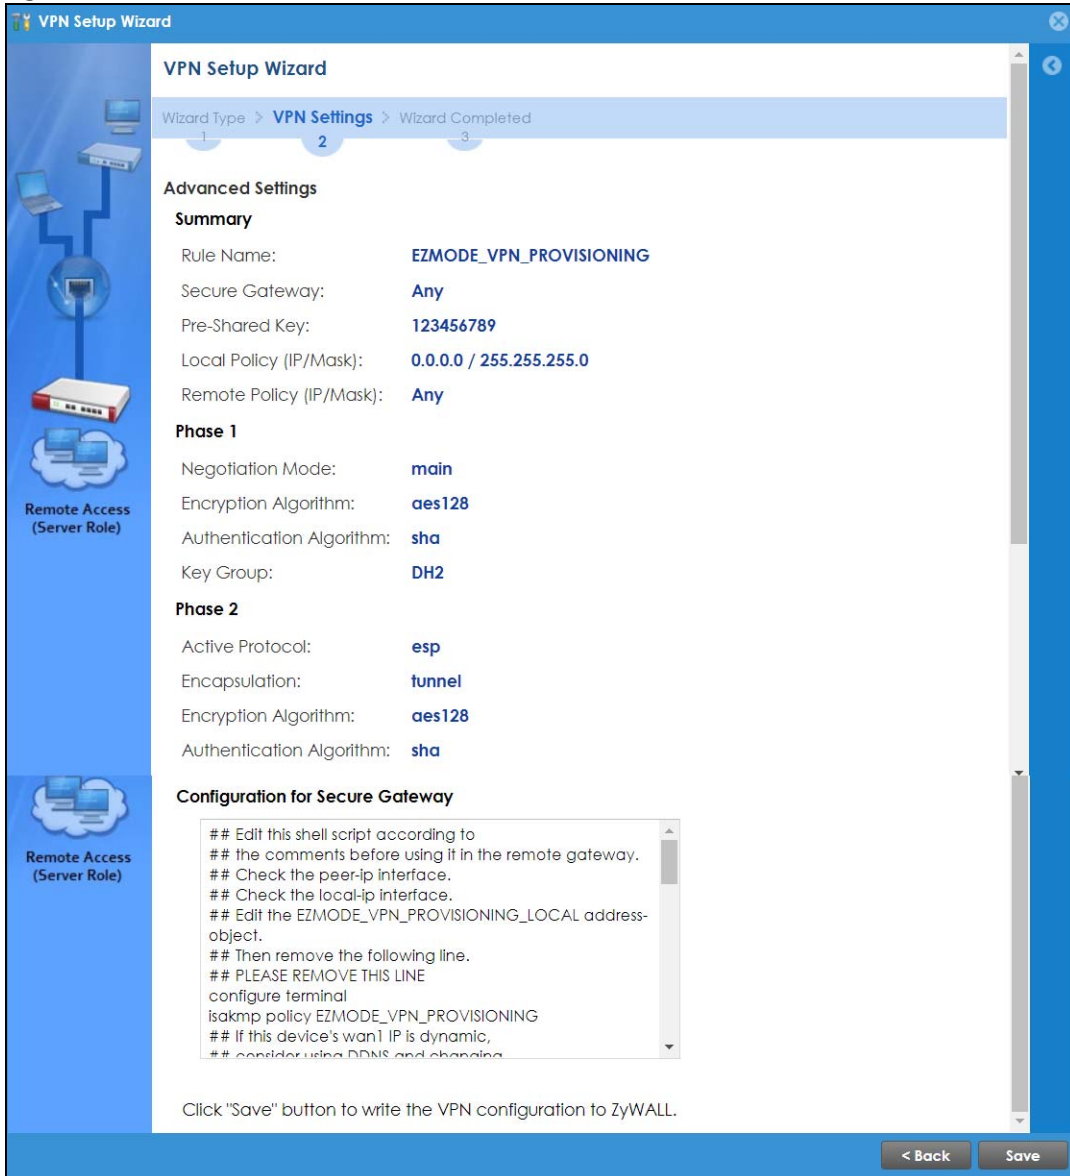 VPN Setup Wizard
VPN Setup Wizard
Wizard Type > VPN Settings > Wizard Completed
1 2 3
Advanced Settings
Summary
Rule Name: EZMODE_VPN_PROVISIONING
Secure Gateway: Any
Pre-Shared Key: 123456789
Local Policy (IP/Mask): 0.0.0.0 / 255.255.255.0
Remote Policy (IP/Mask): Any
Phase 1
Negotiation Mode: main
Encryption Algorithm: aes128
Authentication Algorithm: sha
Key Group: DH2
Remote Access
(Server Role)
Phase 2
Active Protocol: esp
Encapsulation: tunnel
Encryption Algorithm: aes128
Authentication Algorithm: sha
Configuration for Secure Gateway
## Edit this shell script according to
## the comments before using it in the remote gateway.
## Check the peer-ip interface.
## Check the local-ip interface.
## Edit the EZMODE_VPN_PROVISIONING_LOCAL address-
object.
## Then remove the following line.
## PLEASE REMOVE THIS LINE
configure terminal
isakmp policy EZMODE_VPN_PROVISIONING
## If this device's wan1 IP is dynamic,
## consider using DDNS and changing
Remote Access
(Server Role)
Click "Save" button to write the VPN configuration to ZyWALL.
< Back Save